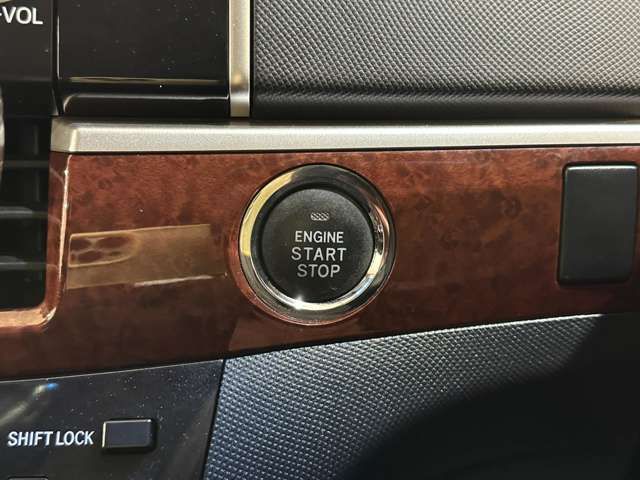 -VOL
ENGINE
START
STOP
SHIFT LOCK